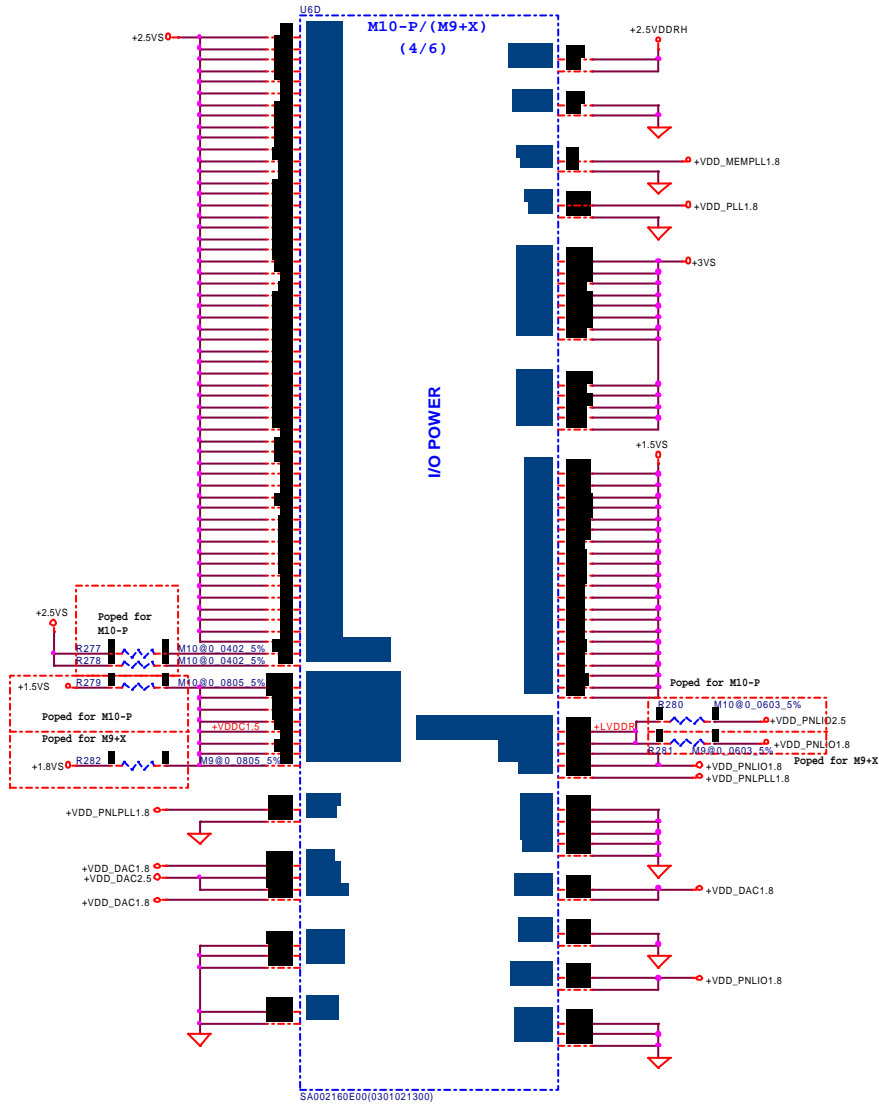 U6D
M10-P/(M9+X)
(4/6)
+2.5VS
+2.5VDDRH
+VDD_MEMPLL1.8
+VDD_PLL1.8
+3VS
I/O POWER
+1.5VS
+2.5VS
Poped for
M10-P
R277
M10@0_0402_5%
R278
M10@0_0402_5%
+1.5VS
R279
M10@0_0805_5%
Poped for M10-P
+VDDC1.5
Poped for M9+X
+1.8VS
R282
M9@0_0805_5%
Poped for M10-P
R280
M10@0_0603_5%
+LVDDR
+VDD_PNLIO2.5
+VDD_PNLIO1.8
R281
M9@0_0603_5%
Poped for M9+X
+VDD_PNLIO1.8
+VDD_PNLPLL1.8
+VDD_PNLPLL1.8
+VDD_DAC1.8
+VDD_DAC2.5
+VDD_DAC1.8
+VDD_DAC1.8
+VDD_PNLIO1.8
SA002160E00(0301021300)